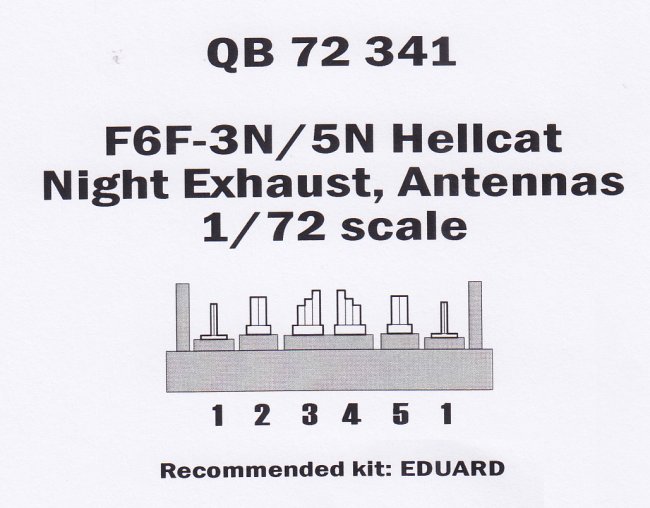 QB 72 341
F6F-3N/5N Hellcat
Night Exhaust, Antennas
1/72 scale
1 2 3 4 5 1
Recommended kit: EDUARD